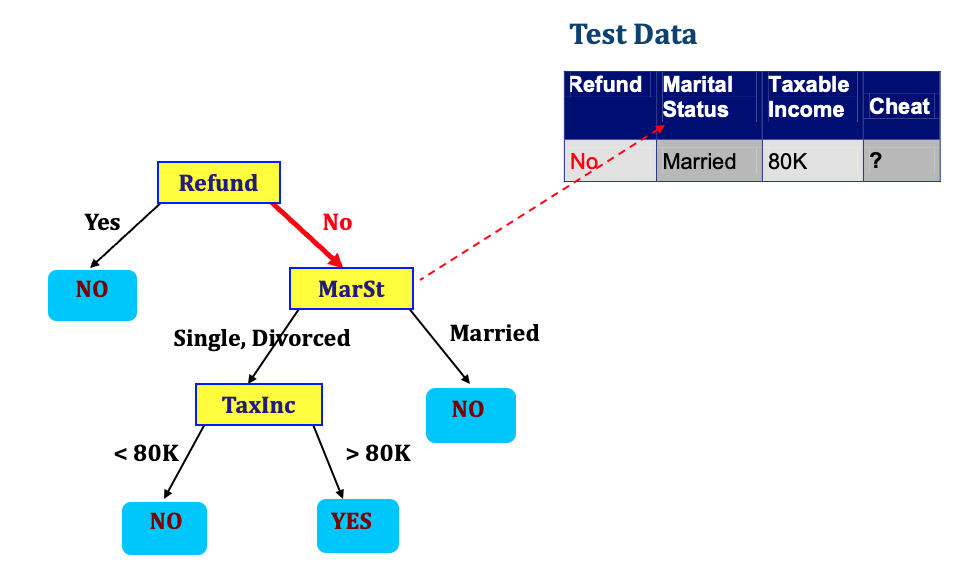 Test Data
Refund
Marital
Status
Taxable
Income
Cheat
No
Married
80K
?
Refund
Yes
No
NO
MarSt
Single, Divorced
Married
TaxInc
NO
< 80K
> 80K
NO
YES